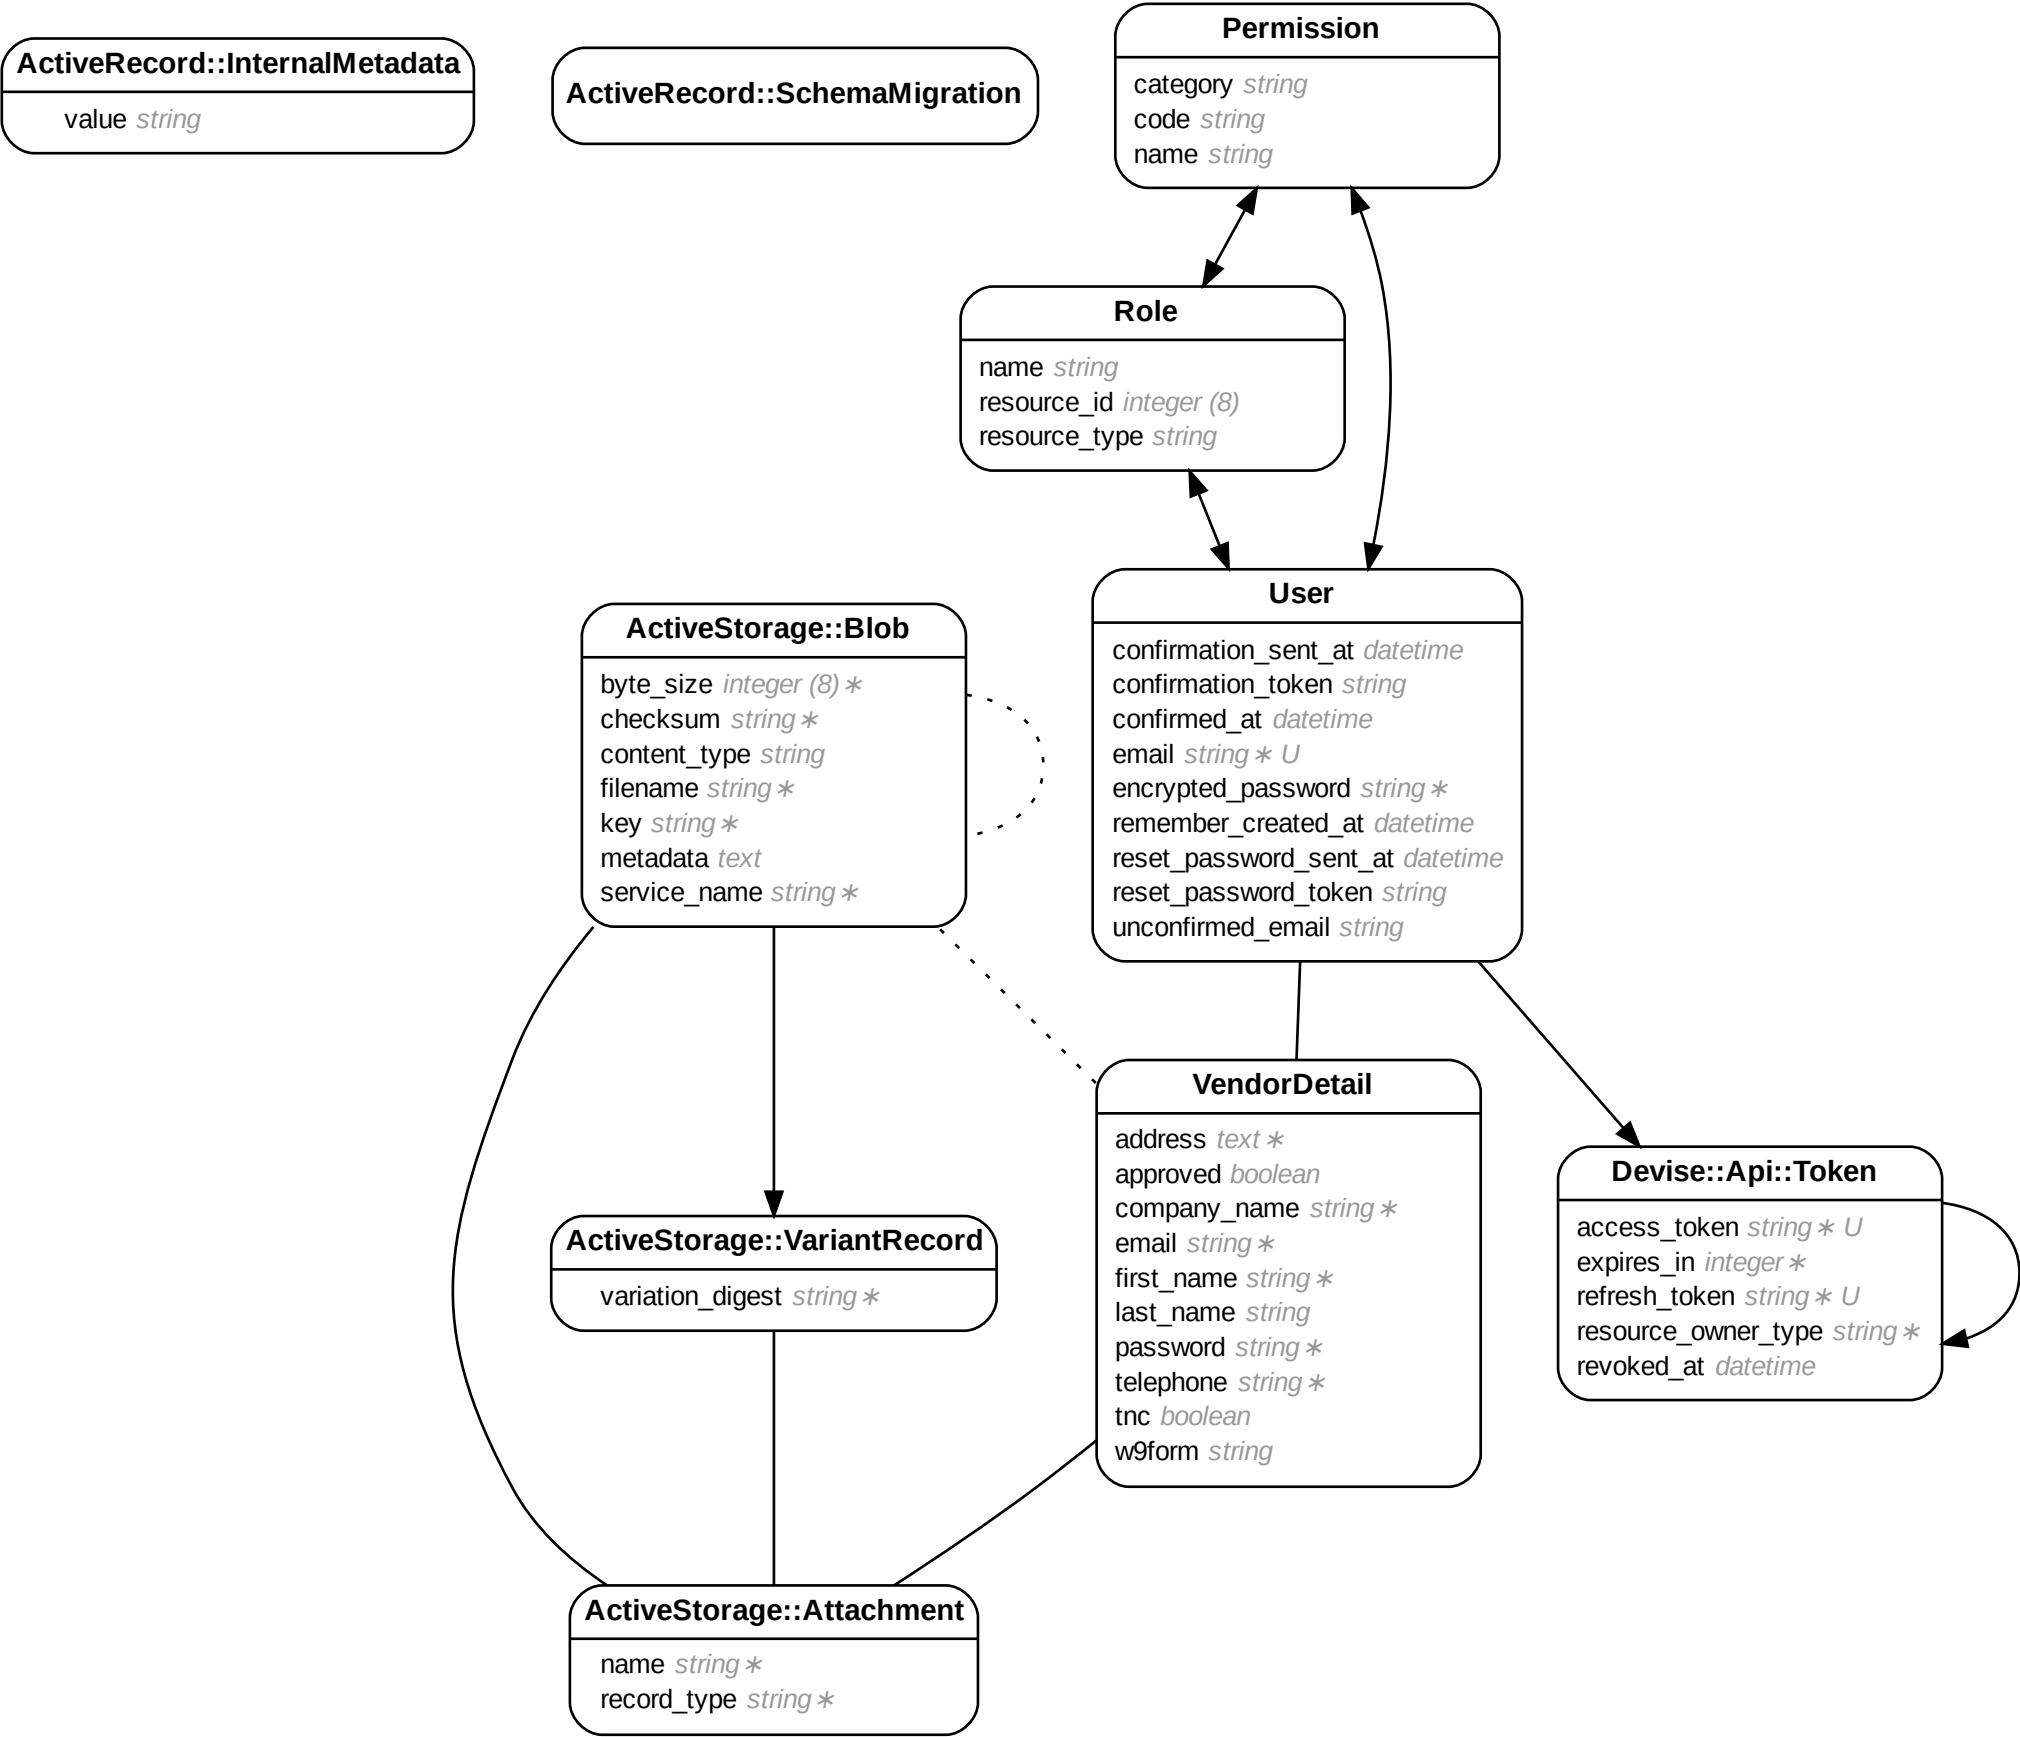 ActiveRecord::InternalMetadata
value string
ActiveRecord::SchemaMigration
Permission
category string
code string
name string
Role
name string
resource_id integer (8)
resource_type string
User
confirmation_sent_at datetime
confirmation_token string
confirmed_at datetime
email string∗ U
encrypted_password string∗
remember_created_at datetime
reset_password_sent_at datetime
reset_password_token string
unconfirmed_email string
ActiveStorage::Blob
byte_size integer (8)∗
checksum string∗
content_type string
filename string∗
key string∗
metadata text
service_name string∗
VendorDetail
address text∗
approved boolean
company_name string∗
email string∗
first_name string∗
last_name string
password string∗
telephone string∗
tnc boolean
w9form string
Devise::Api::Token
access_token string∗ U
expires_in integer∗
refresh_token string∗ U
resource_owner_type string∗
revoked_at datetime
ActiveStorage::VariantRecord
variation_digest string∗
ActiveStorage::Attachment
name string∗
record_type string∗